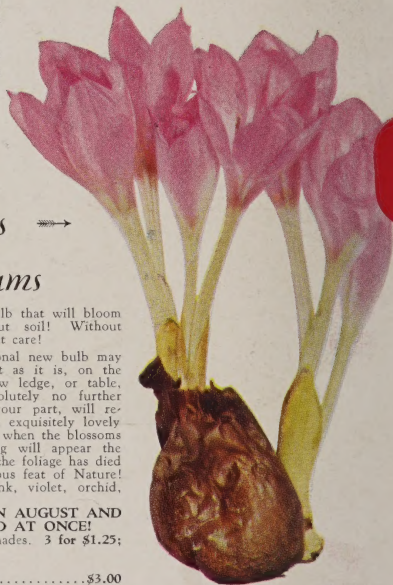 s
ms
lb that will bloom
ut soil! Without
t care!
onal new bulb may
t as it is, on the
w ledge, or table,
olutely no further
our part, will re-
exquisitely lovely
when the blossoms
g will appear the
the foliage has died
ous feat of Nature!
nk, violet, orchid,
N AUGUST AND
D AT ONCE!
ades. 3 for $1.25;
...............$3.00